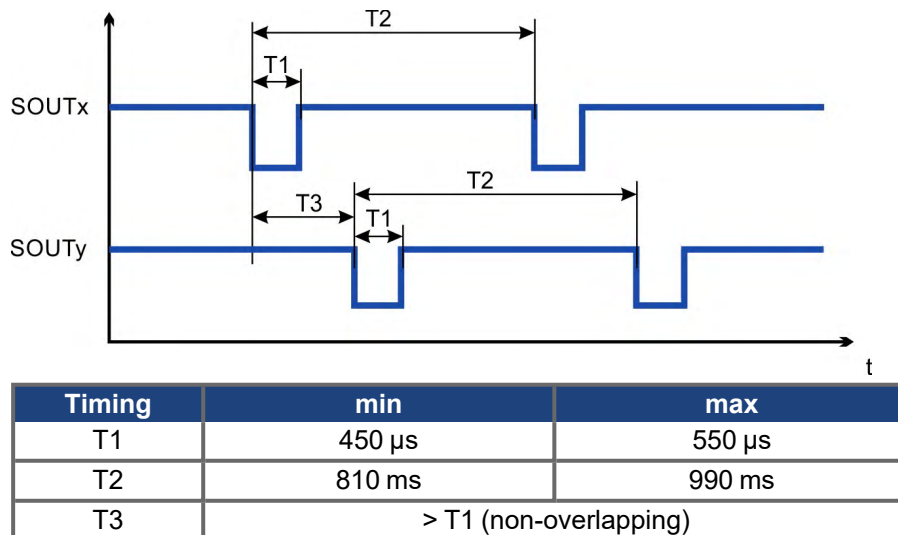 T2
T1
SOUTx
T2
T3
T1
SOUTy
t
Timing min max
T1 450 µs 550 µs
T2 810 ms 990 ms
T3 > T1 (non-overlapping)